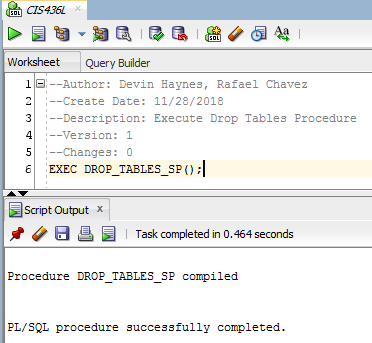 CIS436L
SQL
Aa
Worksheet Query Builder
1 --Author: Devin Haynes, Rafael Chavez
2 --Create Date: 11/28/2018
3 --Description: Execute Drop Tables Procedure
4 --Version: 1
5 --Changes: 0
6 EXEC DROP_TABLES_SP();
Script Output x
Task completed in 0.464 seconds
Procedure DROP_TABLES_SP compiled
PL/SQL procedure successfully completed.